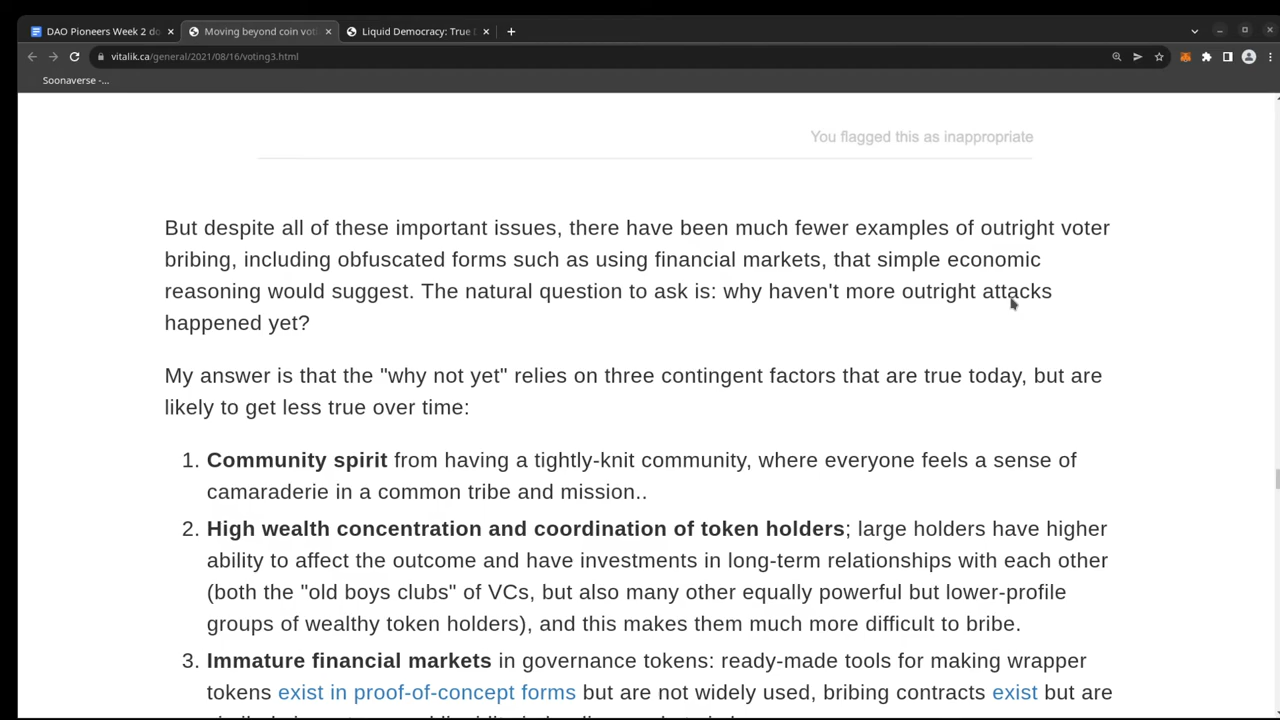 DAO Pioneers Week 2 do
Moving beyond coin voti
Liquid Democracy: True D
vitalik.ca/general/2021/08/16/voting3.html
Soonaverse -...
You flagged this as inappropriate
But despite all of these important issues, there have been much fewer examples of outright voter
bribing, including obfuscated forms such as using financial markets, that simple economic
reasoning would suggest. The natural question to ask is: why haven't more outright attacks
happened yet?
My answer is that the "why not yet" relies on three contingent factors that are true today, but are
likely to get less true over time:
1. Community spirit from having a tightly-knit community, where everyone feels a sense of
camaraderie in a common tribe and mission..
2. High wealth concentration and coordination of token holders; large holders have higher
ability to affect the outcome and have investments in long-term relationships with each other
(both the "old boys clubs" of VCs, but also many other equally powerful but lower-profile
groups of wealthy token holders), and this makes them much more difficult to bribe.
3. Immature financial markets in governance tokens: ready-made tools for making wrapper
tokens exist in proof-of-concept forms but are not widely used, bribing contracts exist but are